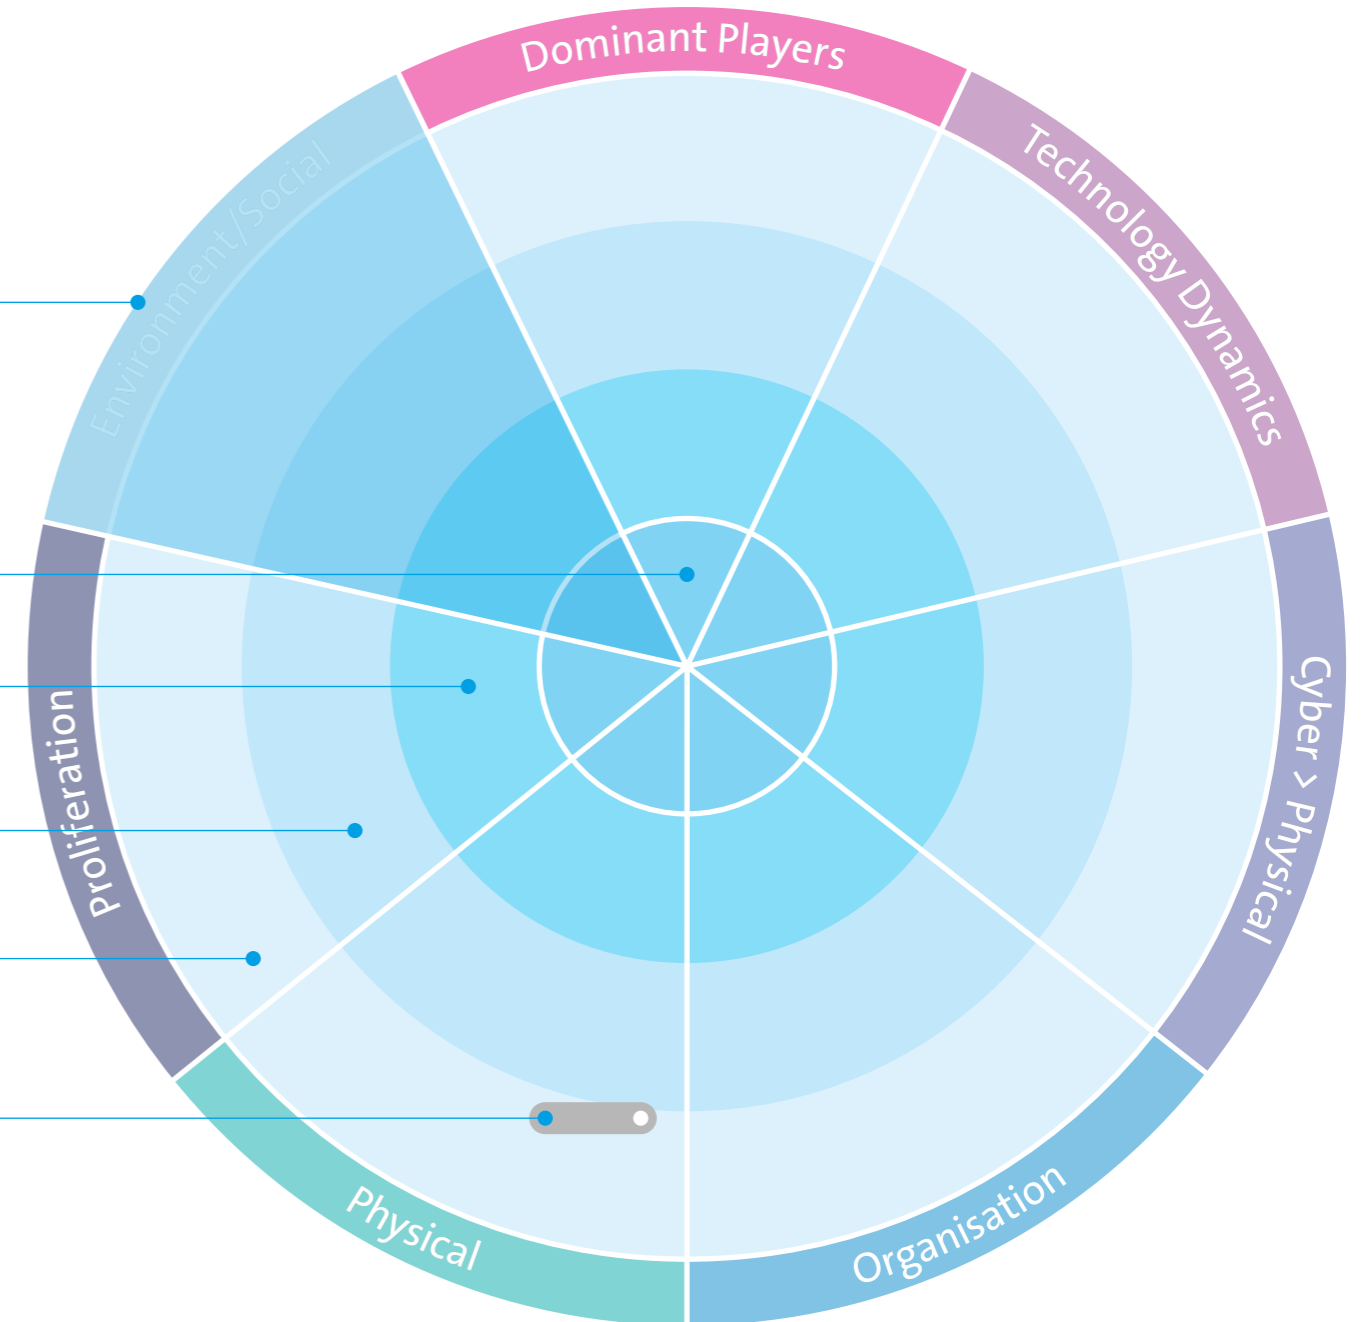 Dominant Players
Technology Dynamics
Environment/Social
Cyber > Physical
Proliferation
Physical
Organisation